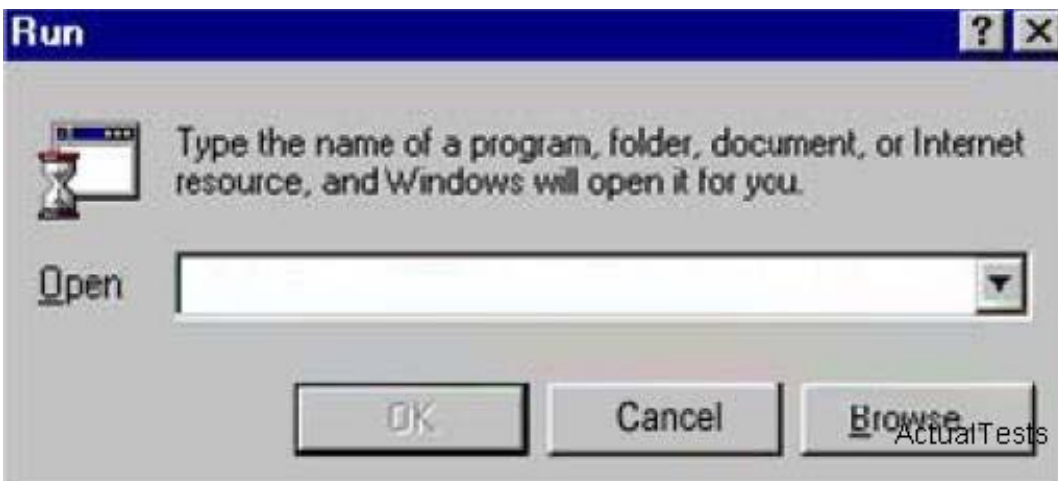 Run
Type the name of a program, folder, document, or Internet
resource, and Windows will open it for you.
Open
OK
Cancel
Browse...
ActualTests